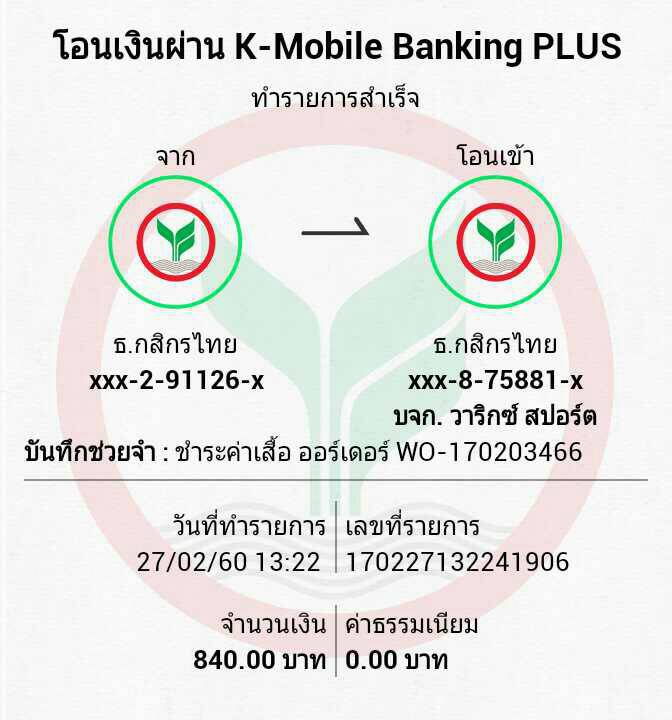 โอนเงินผ่าน K-Mobile Banking PLUS
ทำรายการสำเร็จ
จาก
โอนเข้า
ธ.กสิกรไทย
ธ.กสิกรไทย
xxx-2-91126-x
xxx-8-75881-x
บจก. วาริกซ์ สปอร์ต
บันทึกช่วยจำ : ชำระค่าเสื้อ ออร์เดอร์ WO-170203466
วันที่ทำรายการ
เลขที่รายการ
27/02/60 13:22
170227132241906
จำนวนเงิน
ค่าธรรมเนียม
840.00 บาท
0.00 บาท